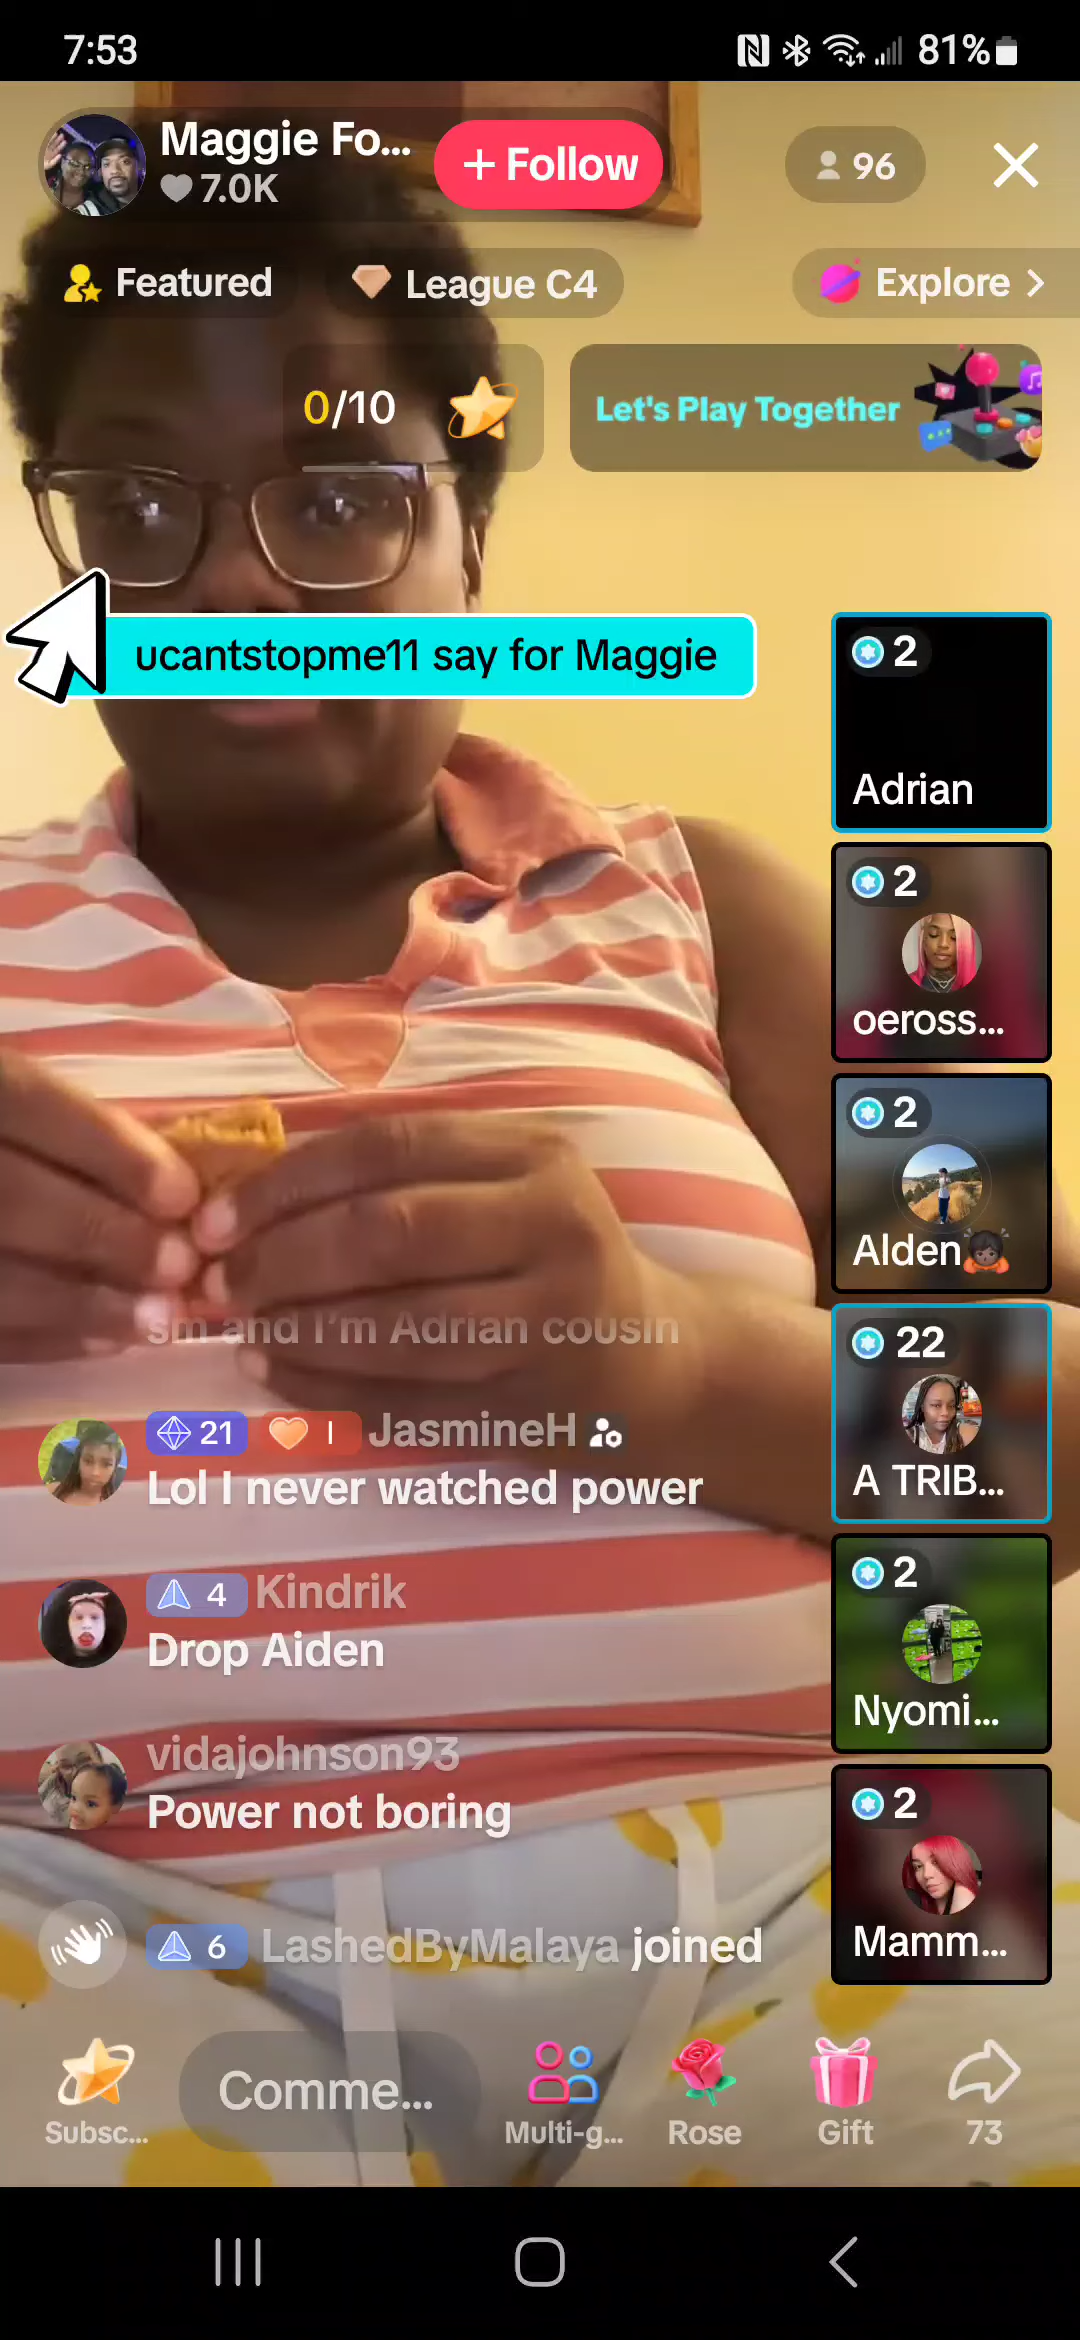 7:53
81%
Maggie Fo...
7.0K
+ Follow
96
Featured
League C4
Explore >
0/10
Let's Play Together
ucantstopme11 say for Maggie
2
Adrian
2
oeross...
2
Alden
22
A TRIB...
2
Nyomi...
2
Mamm...
sm and I'm Adrian cousin
21 I JasmineH
Lol I never watched power
4 Kindrik
Drop Aiden
vidajohnson93
Power not boring
6 LashedByMalaya joined
Subsc...
Comme...
Multi-g...
Rose
Gift
73